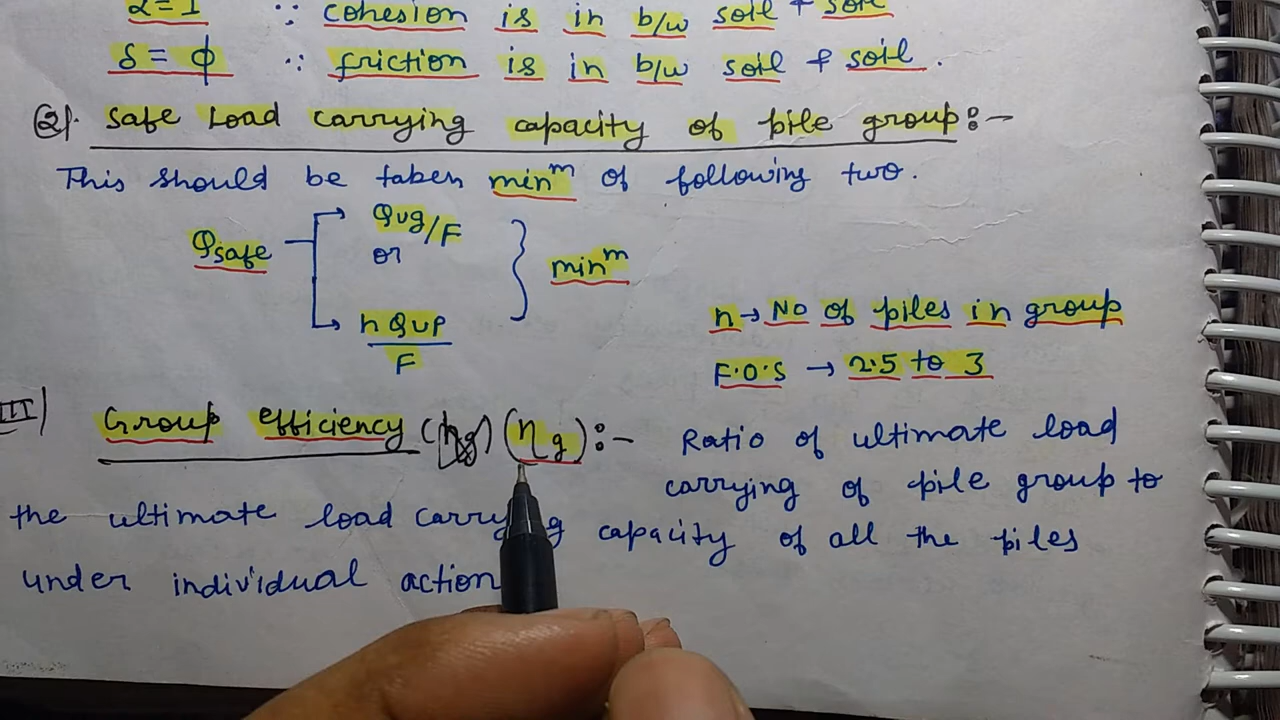 α = 1 ∵ cohesion is in b/w soil & soil
δ = ϕ ∵ friction is in b/w soil & soil.
(2). Safe Load carrying capacity of pile group:-
This should be taken minᵐ of following two.
Qug/F
Qsafe or minᵐ
nQup/F
n → No of piles in group
F.O.S → 2.5 to 3
III) Group efficiency (ηg) :- Ratio of ultimate load
carrying of pile group to
the ultimate load carrying capacity of all the piles
under individual action